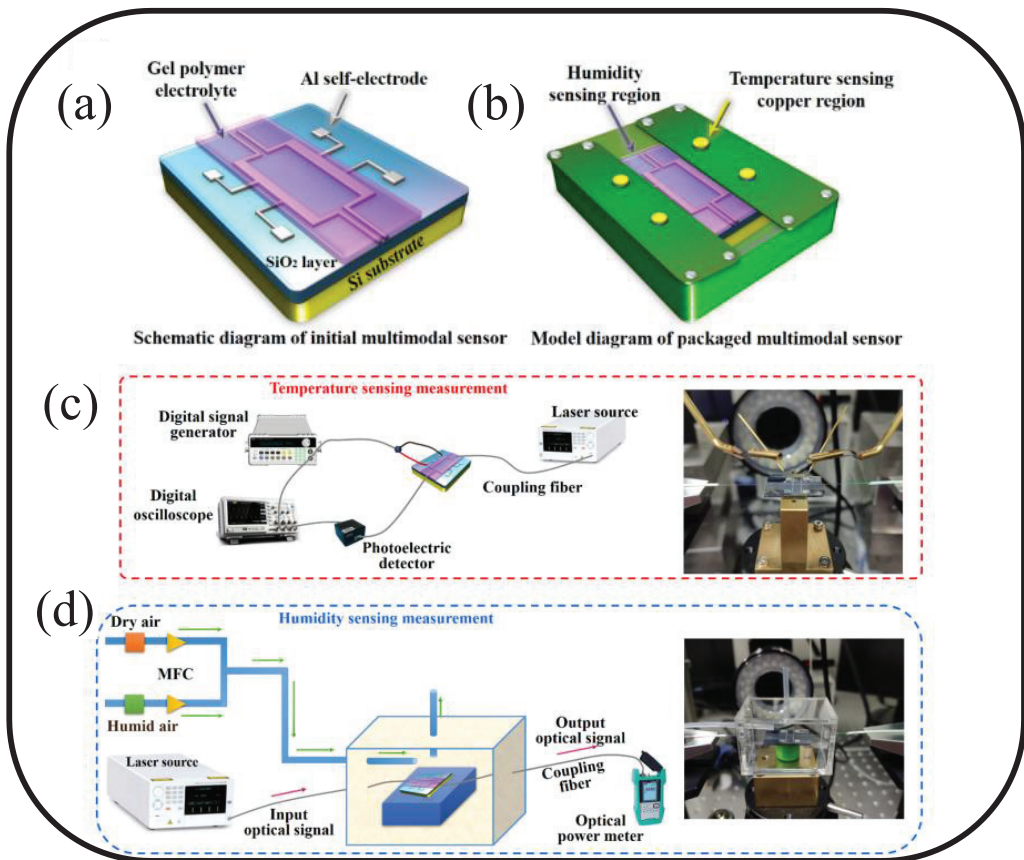 (a)
Gel polymer
electrolyte
Al self-electrode
SiO₂ layer
Si substrate
Schematic diagram of initial multimodal sensor
(b)
Humidity
sensing region
Temperature sensing
copper region
Model diagram of packaged multimodal sensor
(c)
Temperature sensing measurement
Digital signal
generator
Laser source
Digital
oscilloscope
Coupling fiber
Photoelectric
detector
(d)
Humidity sensing measurement
Dry air
MFC
Humid air
Laser source
Input
optical signal
Output
optical signal
Coupling
fiber
Optical
power meter